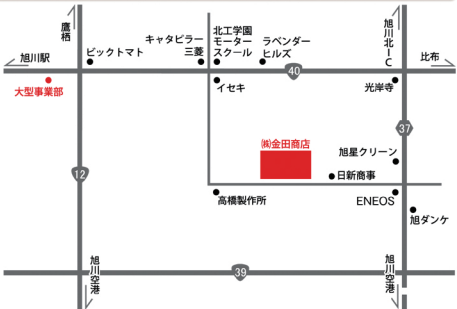 鷹栖
旭川駅
ビックトマト
キャタピラー
三菱
北工学園
モーター
スクール
ラベンダー
ヒルズ
旭川北IC
比布
大型事業部
イセキ
40
光岸寺
㈱金田商店
37
旭星クリーン
12
日新商事
高橋製作所
ENEOS
旭ダンケ
旭川空港
39
旭川空港